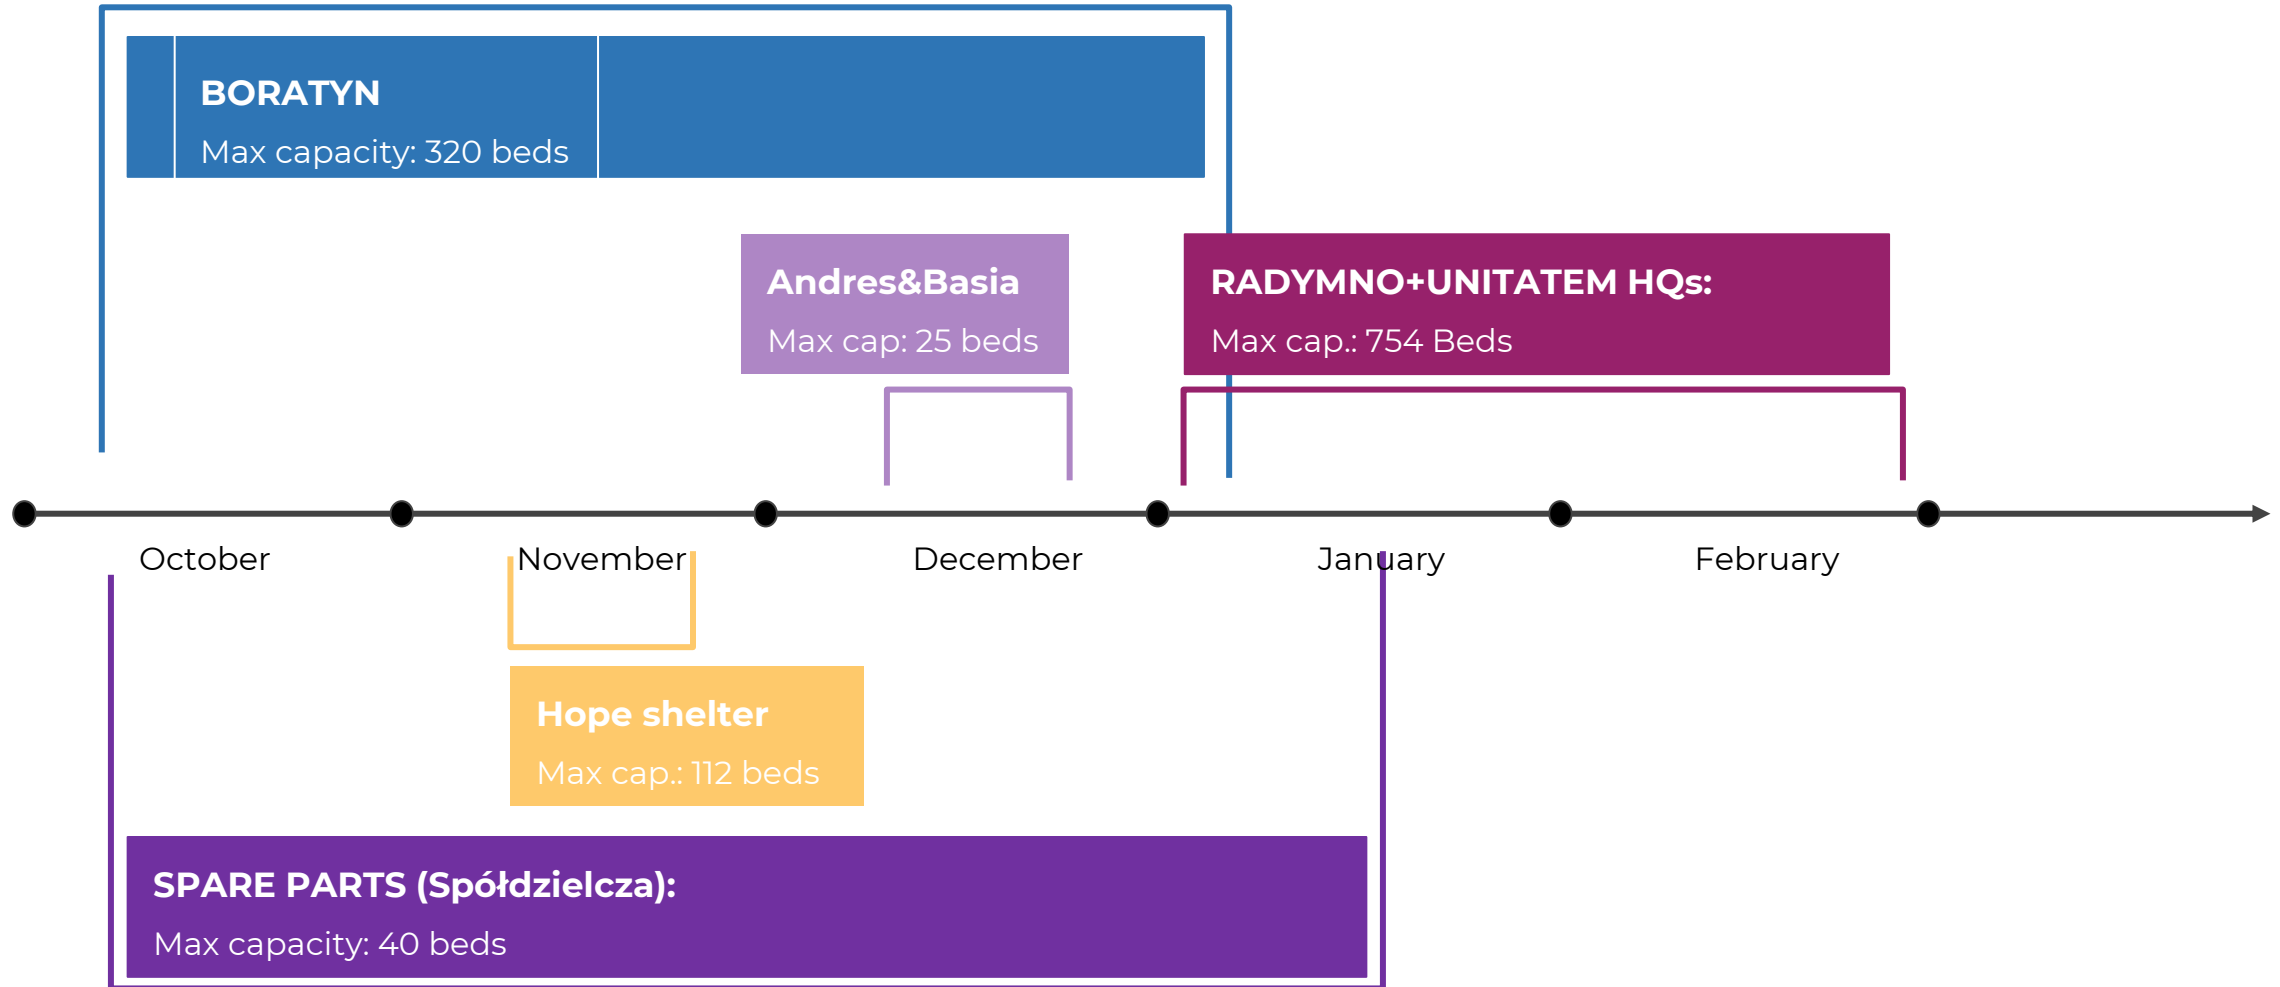 BORATYN
Max capacity: 320 beds
Andres&Basia
Max cap: 25 beds
RADYMNO+UNITATEM HQs:
Max cap.: 754 Beds
October
November
December
January
February
Hope shelter
Max cap.: 112 beds
SPARE PARTS (Spółdzielcza):
Max capacity: 40 beds